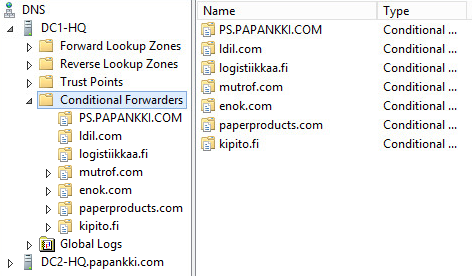 DNS
DC1-HQ
Forward Lookup Zones
Reverse Lookup Zones
Trust Points
Conditional Forwarders
PS.PAPANKKI.COM
ldil.com
logistiikkaa.fi
mutrof.com
enok.com
paperproducts.com
kipito.fi
Global Logs
DC2-HQ.papankki.com
Name Type
PS.PAPANKKI.COM Conditional ...
ldil.com Conditional ...
logistiikkaa.fi Conditional ...
mutrof.com Conditional ...
enok.com Conditional ...
paperproducts.com Conditional ...
kipito.fi Conditional ...